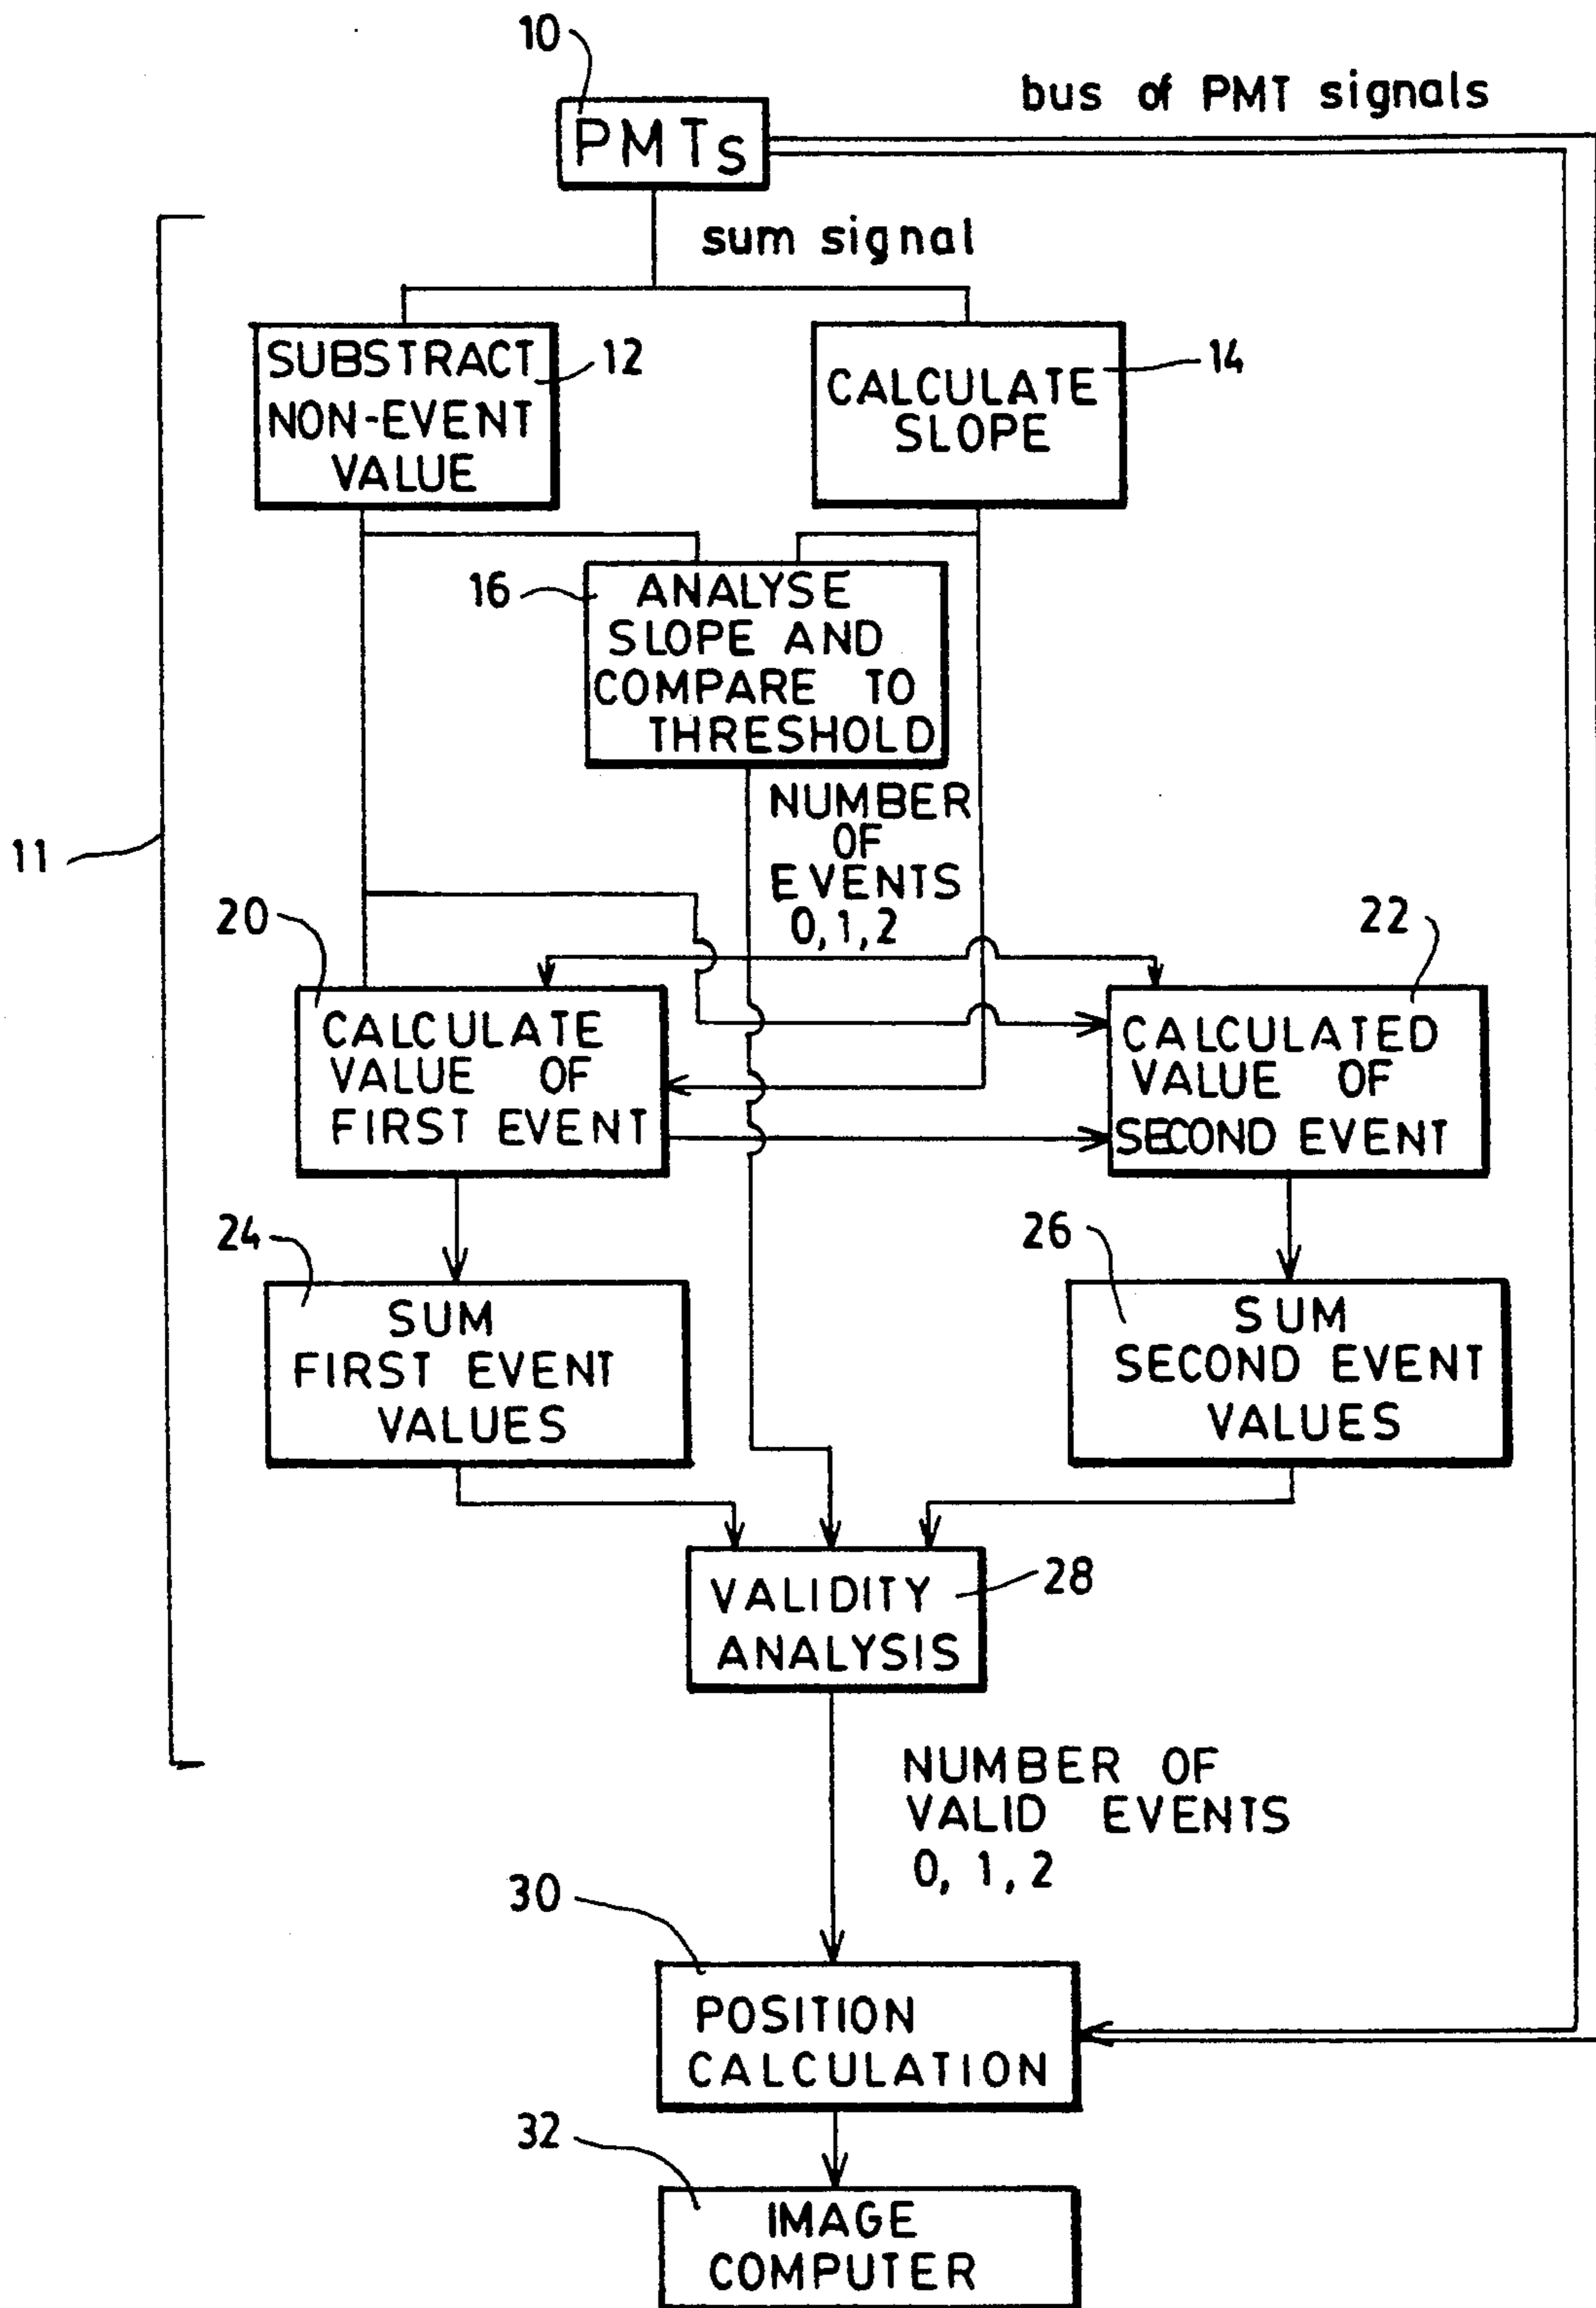 10
bus of PMT signals
PMTs
sum signal
SUBSTRACT
NON-EVENT
VALUE
12
CALCULATE
SLOPE
14
16
ANALYSE
SLOPE AND
COMPARE TO
THRESHOLD
NUMBER
OF
EVENTS
0, 1, 2
11
20
22
CALCULATE
VALUE OF
FIRST EVENT
CALCULATED
VALUE OF
SECOND EVENT
24
26
SUM
FIRST EVENT
VALUES
SUM
SECOND EVENT
VALUES
VALIDITY
ANALYSIS
28
NUMBER OF
VALID EVENTS
0, 1, 2
30
POSITION
CALCULATION
32
IMAGE
COMPUTER